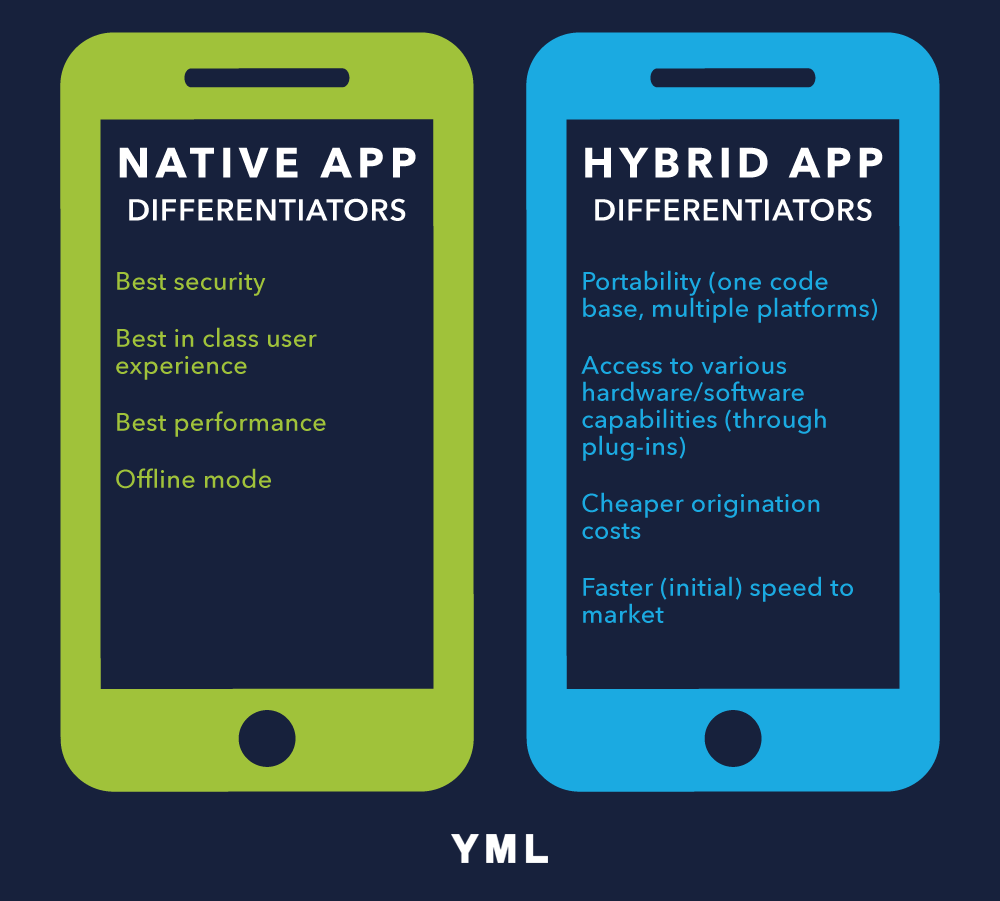 NATIVE APP
DIFFERENTIATORS
Best security
Best in class user
experience
Best performance
Offline mode
HYBRID APP
DIFFERENTIATORS
Portability (one code
base, multiple platforms)
Access to various
hardware/software
capabilities (through
plug-ins)
Cheaper origination
costs
Faster (initial) speed to
market
YML